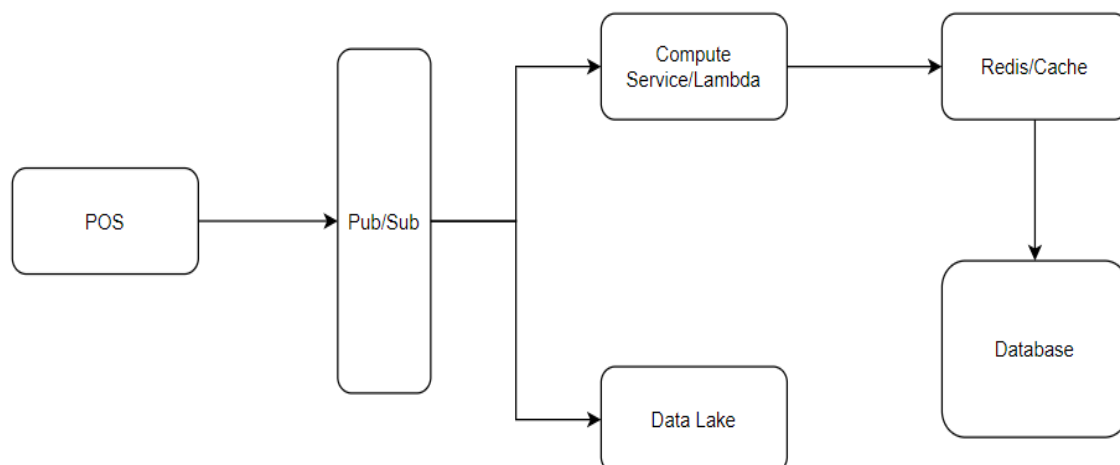 POS
Pub/Sub
Compute
Service/Lambda
Redis/Cache
Data Lake
Database